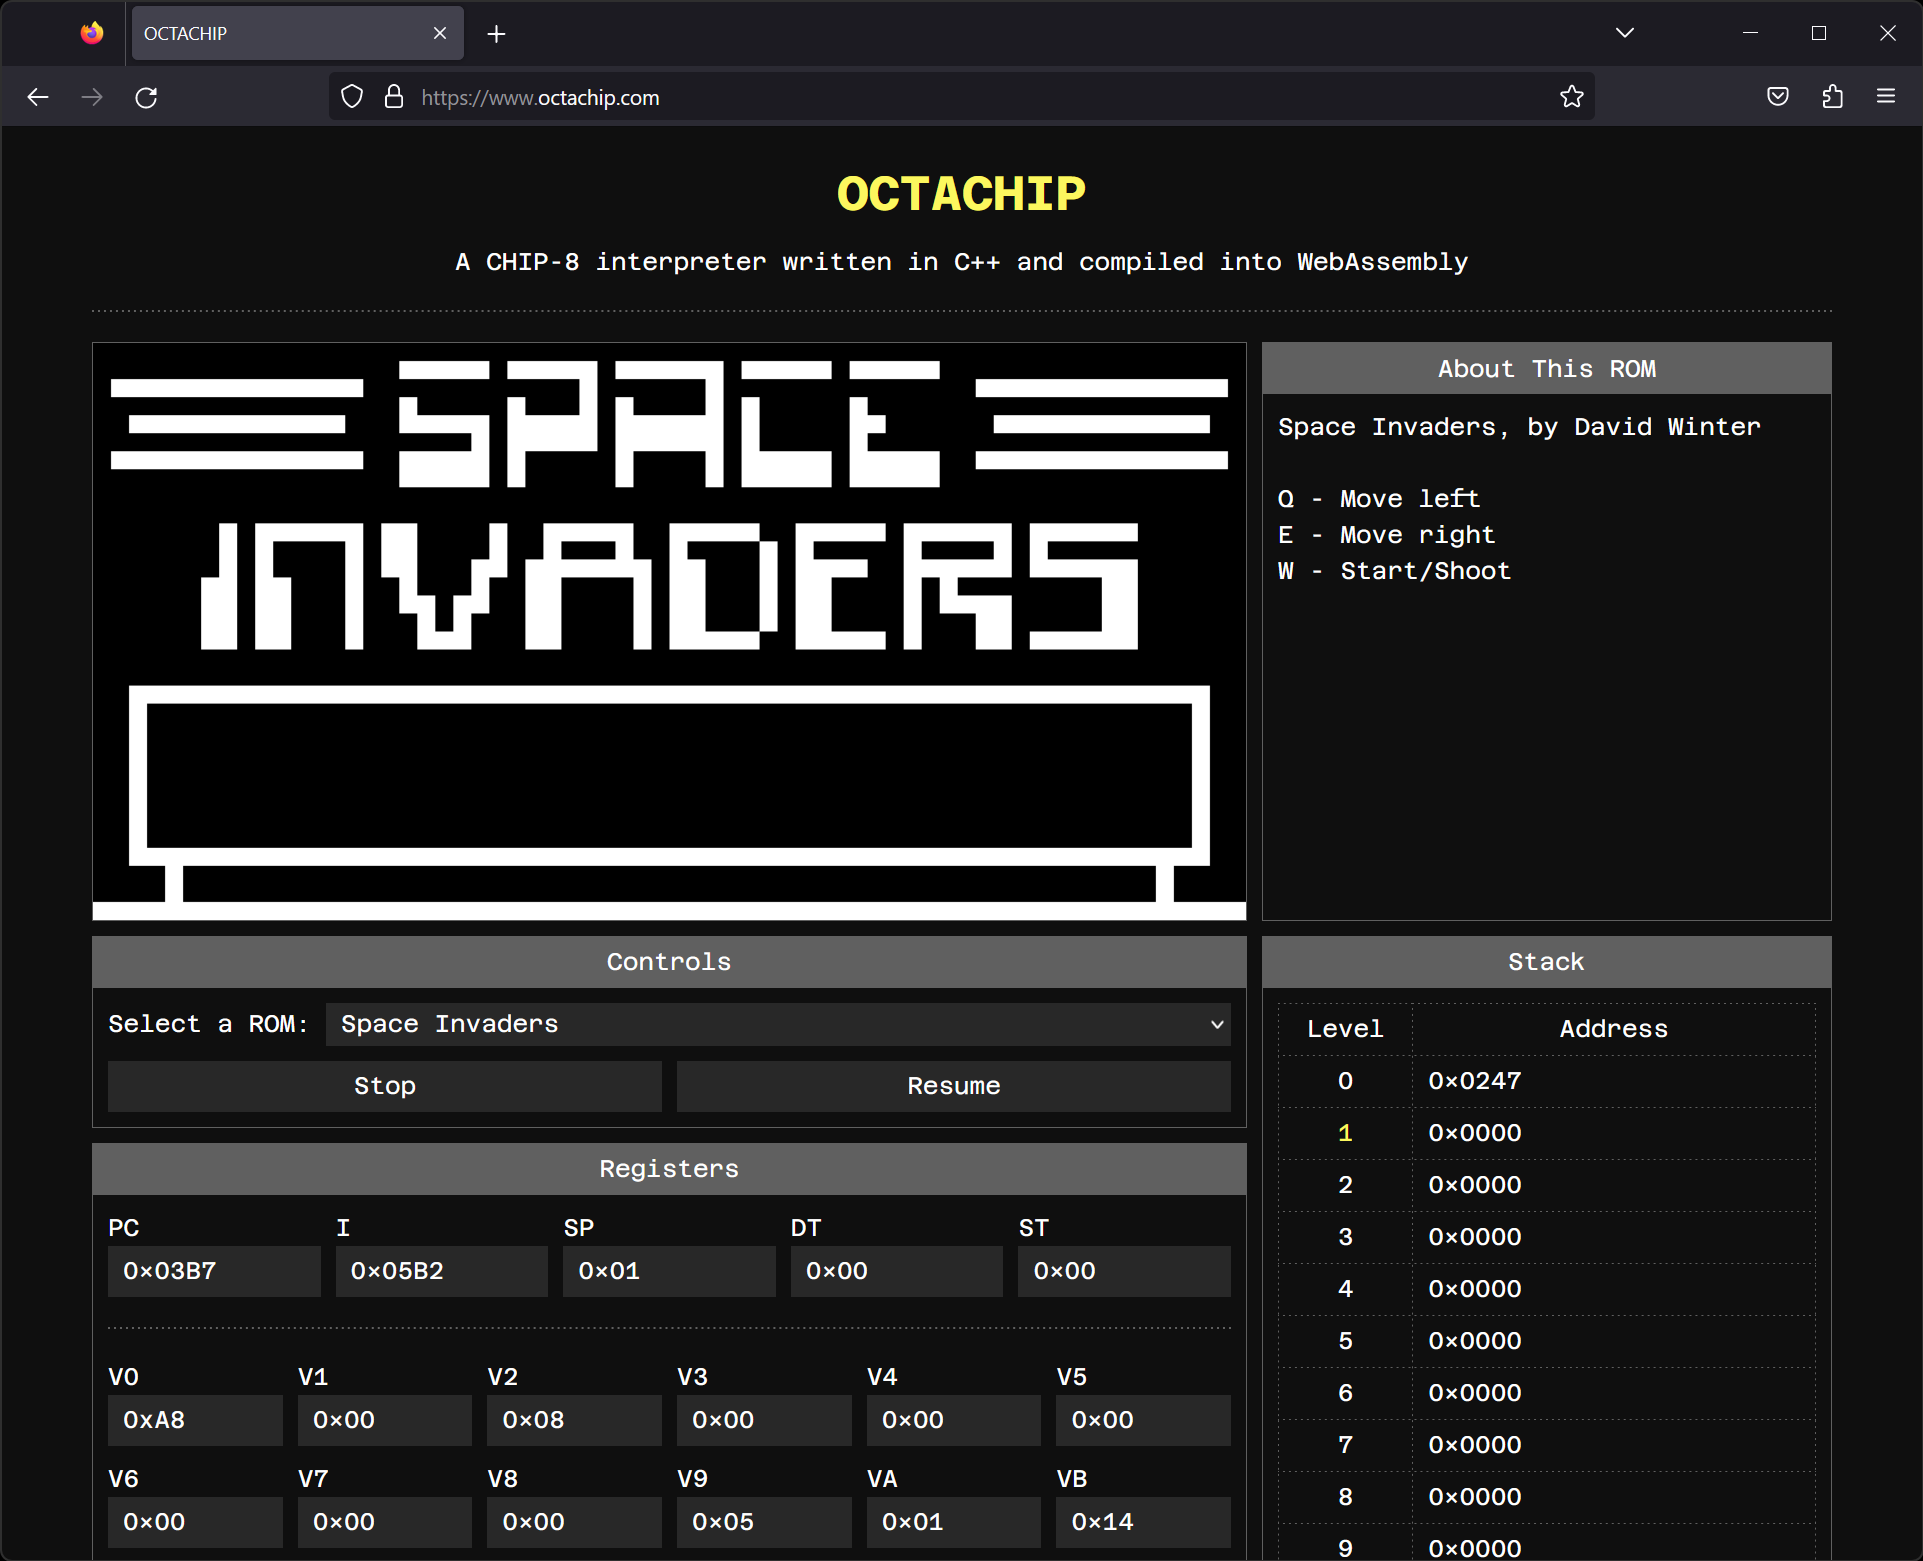 OCTACHIP
https://www.octachip.com
OCTACHIP
A CHIP-8 interpreter written in C++ and compiled into WebAssembly
SPACE
INVADERS
About This ROM
Space Invaders, by David Winter
Q - Move left
E - Move right
W - Start/Shoot
Controls
Select a ROM: Space Invaders
Stop Resume
Registers
PC I SP DT ST
0x03B7 0x05B2 0x01 0x00 0x00
V0 V1 V2 V3 V4 V5
0xA8 0x00 0x08 0x00 0x00 0x00
V6 V7 V8 V9 VA VB
0x00 0x00 0x00 0x05 0x01 0x14
Stack
Level Address
0 0x0247
1 0x0000
2 0x0000
3 0x0000
4 0x0000
5 0x0000
6 0x0000
7 0x0000
8 0x0000
9 0x0000